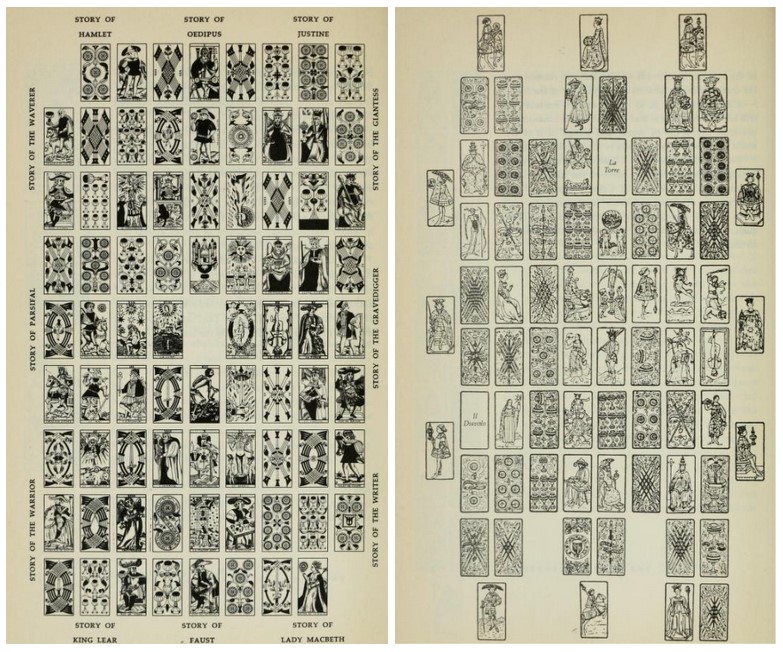 STORY OF
HAMLET
STORY OF
OEDIPUS
STORY OF
JUSTINE
STORY OF THE WAVERER
STORY OF THE GIANTESS
STORY OF PARSIFAL
STORY OF THE GRAVEDIGGER
STORY OF THE WARRIOR
STORY OF THE WRITER
STORY OF
KING LEAR
STORY OF
FAUST
STORY OF
LADY MACBETH
La
Torre
Il
Diavolo